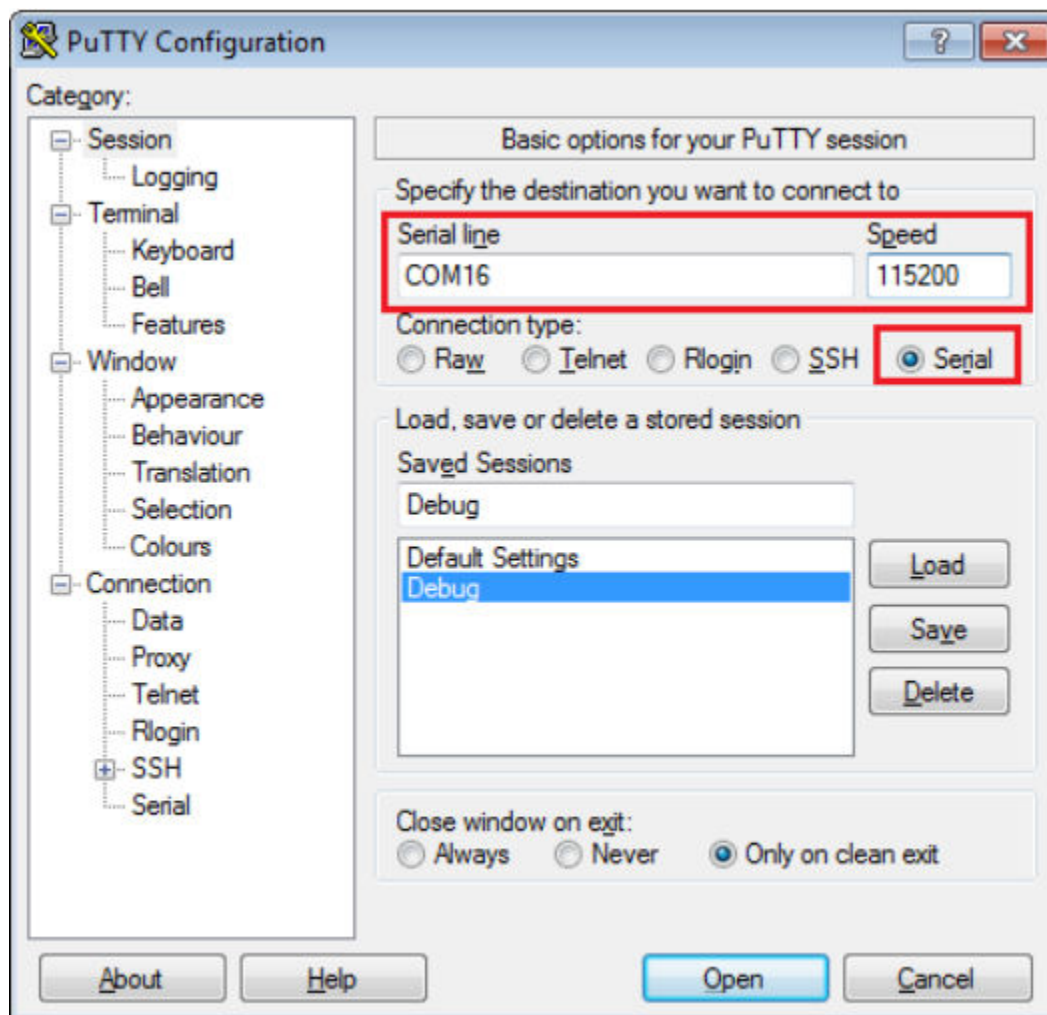 PuTTY Configuration
Category:
Session
Logging
Terminal
Keyboard
Bell
Features
Window
Appearance
Behaviour
Translation
Selection
Colours
Connection
Data
Proxy
Telnet
Rlogin
SSH
Serial
Basic options for your PuTTY session
Specify the destination you want to connect to
Serial line Speed
COM16 115200
Connection type:
Raw Telnet Rlogin SSH Serial
Load, save or delete a stored session
Saved Sessions
Debug
Default Settings
Debug
Load
Save
Delete
Close window on exit:
Always Never Only on clean exit
About Help Open Cancel